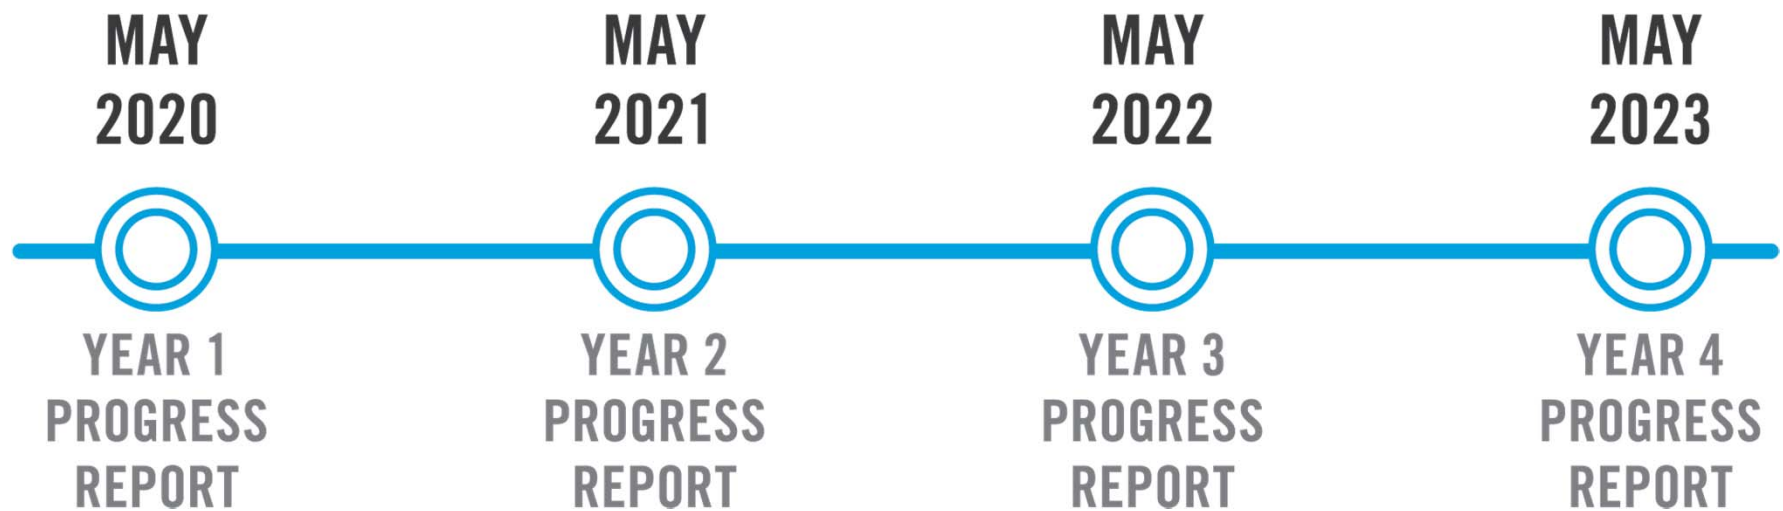 MAY
2020
YEAR 1
PROGRESS
REPORT
MAY
2021
YEAR 2
PROGRESS
REPORT
MAY
2022
YEAR 3
PROGRESS
REPORT
MAY
2023
YEAR 4
PROGRESS
REPORT